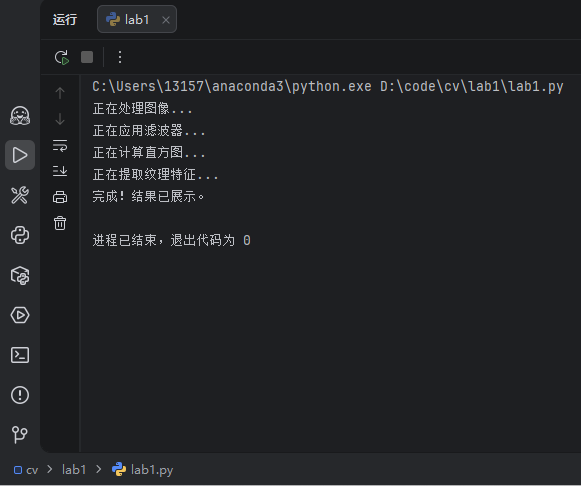 运行
lab1
C:\Users\13157\anaconda3\python.exe D:\code\cv\lab1\lab1.py
正在处理图像...
正在应用滤波器...
正在计算直方图...
正在提取纹理特征...
完成！结果已展示。
进程已结束，退出代码为 0
cv > lab1 > lab1.py